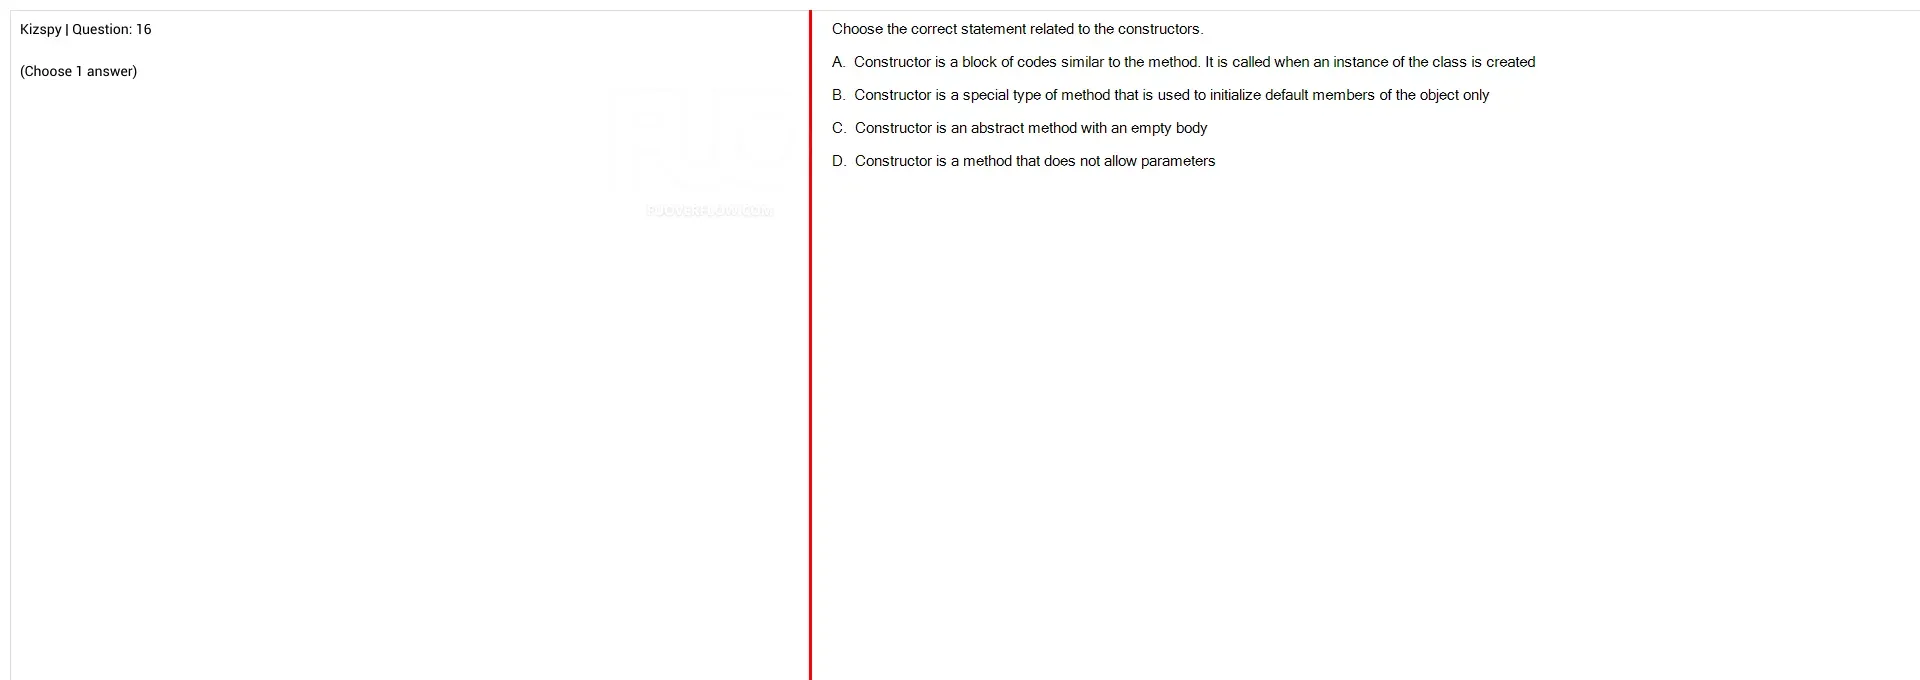 Kizspy | Question: 16
(Choose 1 answer)
FUOVERFLOW.COM
Choose the correct statement related to the constructors.
A. Constructor is a block of codes similar to the method. It is called when an instance of the class is created
B. Constructor is a special type of method that is used to initialize default members of the object only
C. Constructor is an abstract method with an empty body
D. Constructor is a method that does not allow parameters